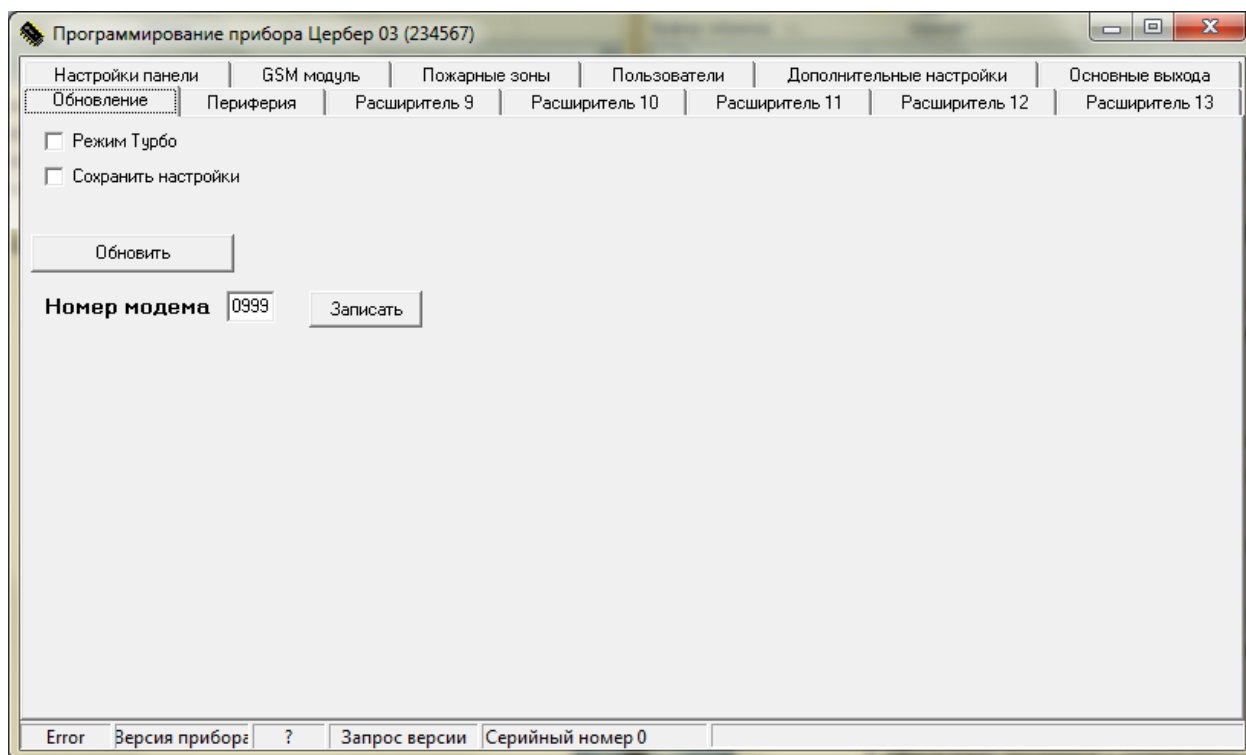 Программирование прибора Цербер 03 (234567)
Настройки панели GSM модуль Пожарные зоны Пользователи Дополнительные настройки Основные выхода
Обновление Периферия Расширитель 9 Расширитель 10 Расширитель 11 Расширитель 12 Расширитель 13
Режим Турбо
Сохранить настройки
Обновить
Номер модема 0999 Записать
Error Версия прибора ? Запрос версии Серийный номер 0